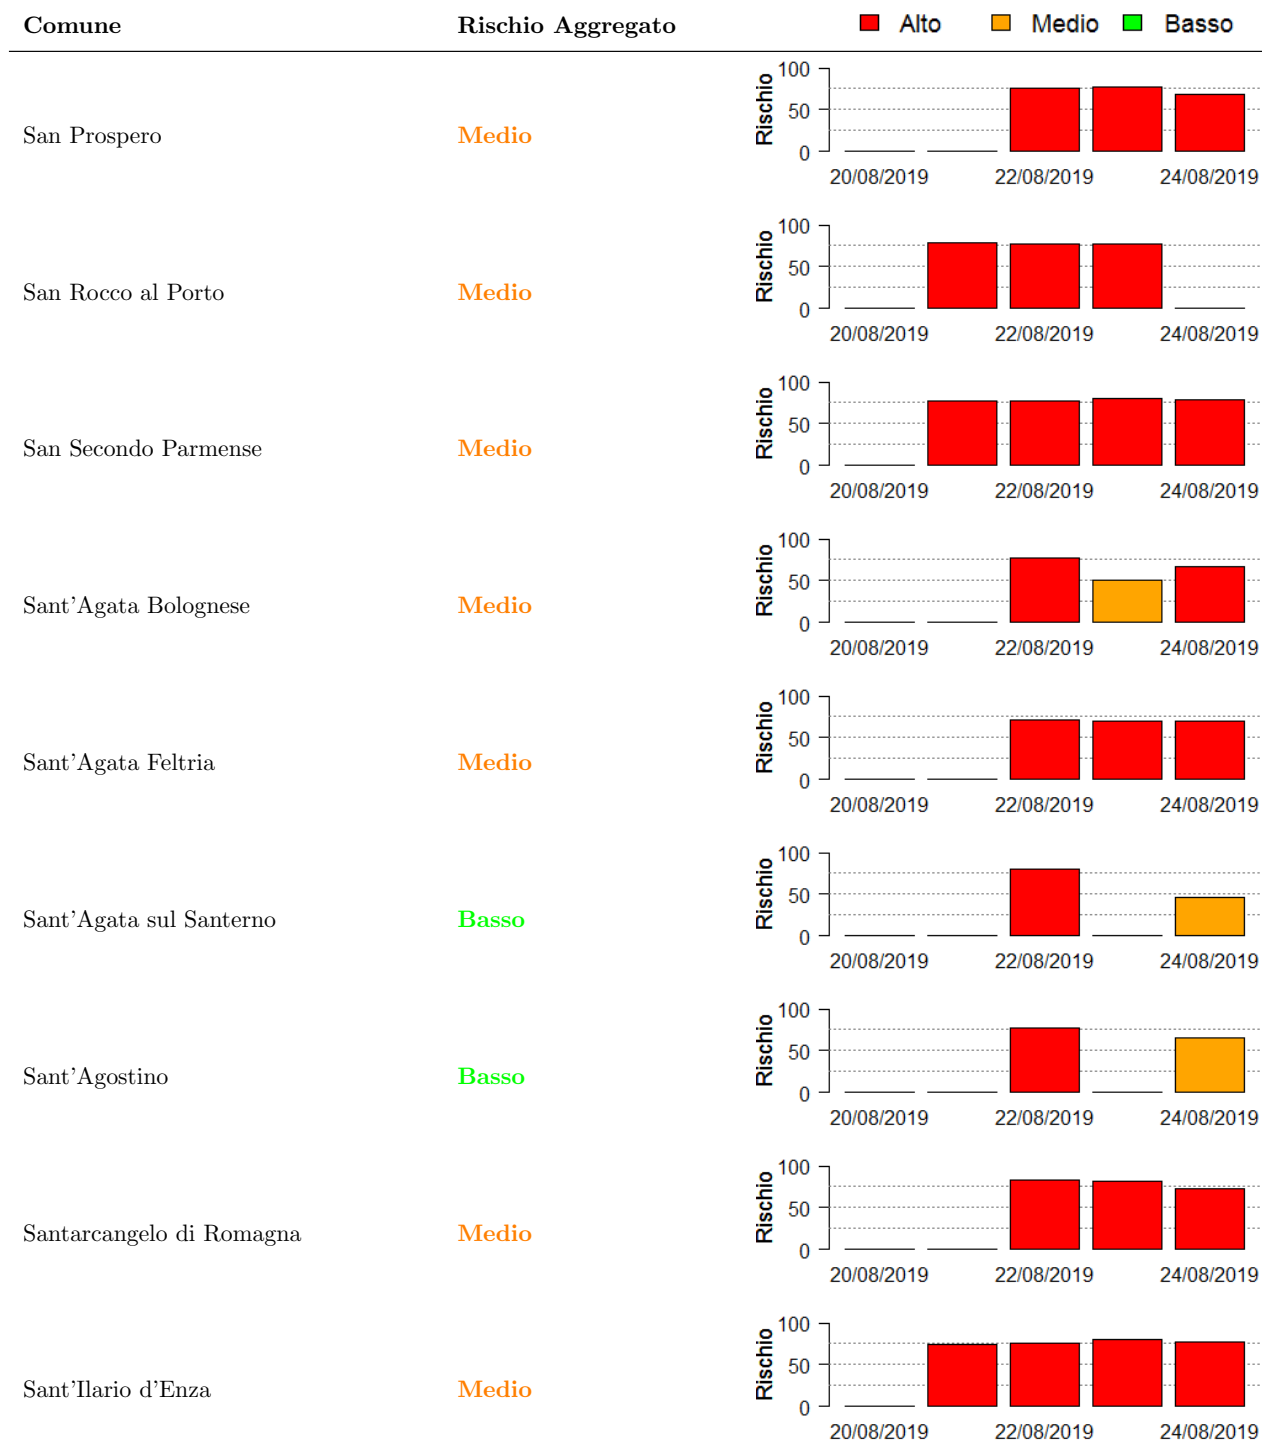 Comune Rischio Aggregato Alto Medio Basso
100
50
0
Rischio
San Prospero Medio
20/08/2019 22/08/2019 24/08/2019
100
50
0
Rischio
San Rocco al Porto Medio
20/08/2019 22/08/2019 24/08/2019
100
50
0
Rischio
San Secondo Parmense Medio
20/08/2019 22/08/2019 24/08/2019
100
50
0
Rischio
Sant'Agata Bolognese Medio
20/08/2019 22/08/2019 24/08/2019
100
50
0
Rischio
Sant'Agata Feltria Medio
20/08/2019 22/08/2019 24/08/2019
100
50
0
Rischio
Sant'Agata sul Santerno Basso
20/08/2019 22/08/2019 24/08/2019
100
50
0
Rischio
Sant'Agostino Basso
20/08/2019 22/08/2019 24/08/2019
100
50
0
Rischio
Santarcangelo di Romagna Medio
20/08/2019 22/08/2019 24/08/2019
100
50
0
Rischio
Sant'Ilario d'Enza Medio
20/08/2019 22/08/2019 24/08/2019